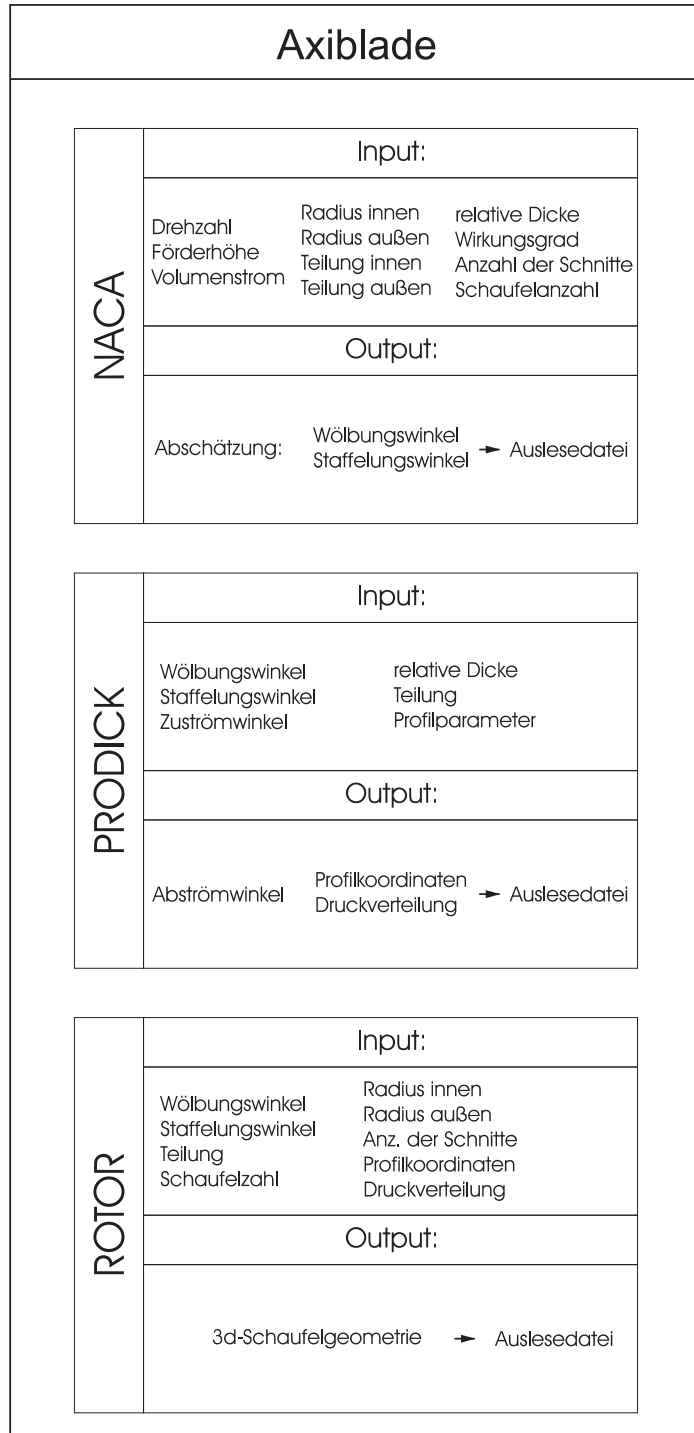 Axiblade
NACA
Input:
Drehzahl
Förderhöhe
Volumenstrom
Radius innen
Radius außen
Teilung innen
Teilung außen
relative Dicke
Wirkungsgrad
Anzahl der Schnitte
Schaufelanzahl
Output:
Abschätzung:
Wölbungswinkel
Staffelungswinkel
Auslesedatei
PRODICK
Input:
Wölbungswinkel
Staffelungswinkel
Zuströmwinkel
relative Dicke
Teilung
Profilparameter
Output:
Abströmwinkel
Profilkoordinaten
Druckverteilung
Auslesedatei
ROTOR
Input:
Wölbungswinkel
Staffelungswinkel
Teilung
Schaufelzahl
Radius innen
Radius außen
Anz. der Schnitte
Profilkoordinaten
Druckverteilung
Output:
3d-Schaufelgeometrie
Auslesedatei